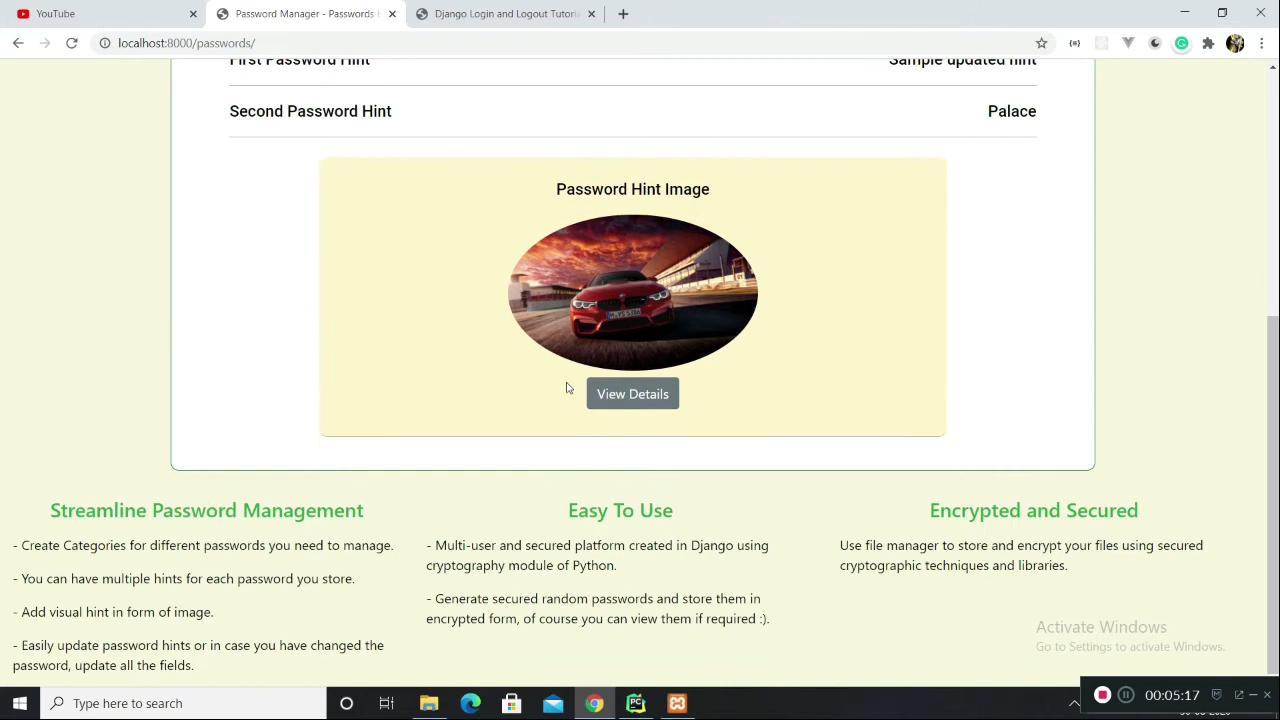 YouTube
Password Manager - Passwords
Django Login and Logout Tutori
localhost:8000/passwords/
First Password Hint
Sample updated hint
Second Password Hint
Palace
Password Hint Image
View Details
Streamline Password Management
- Create Categories for different passwords you need to manage.
- You can have multiple hints for each password you store.
- Add visual hint in form of image.
- Easily update password hints or in case you have changed the
password, update all the fields.
Easy To Use
- Multi-user and secured platform created in Django using
cryptography module of Python.
- Generate secured random passwords and store them in
encrypted form, of course you can view them if required :).
Encrypted and Secured
Use file manager to store and encrypt your files using secured
cryptographic techniques and libraries.
Activate Windows
Go to Settings to activate Windows.
Type here to search
PC
00:05:17